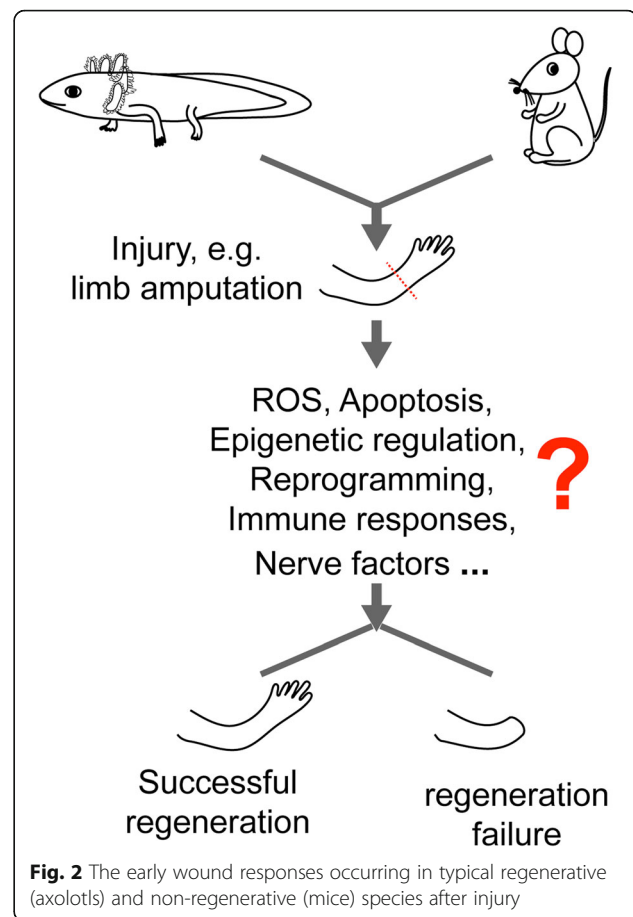 Injury, e.g.
limb amputation
ROS, Apoptosis,
Epigenetic regulation,
Reprogramming,
Immune responses,
Nerve factors ...
?
Successful
regeneration
regeneration
failure
Fig. 2 The early wound responses occurring in typical regenerative
(axolotls) and non-regenerative (mice) species after injury